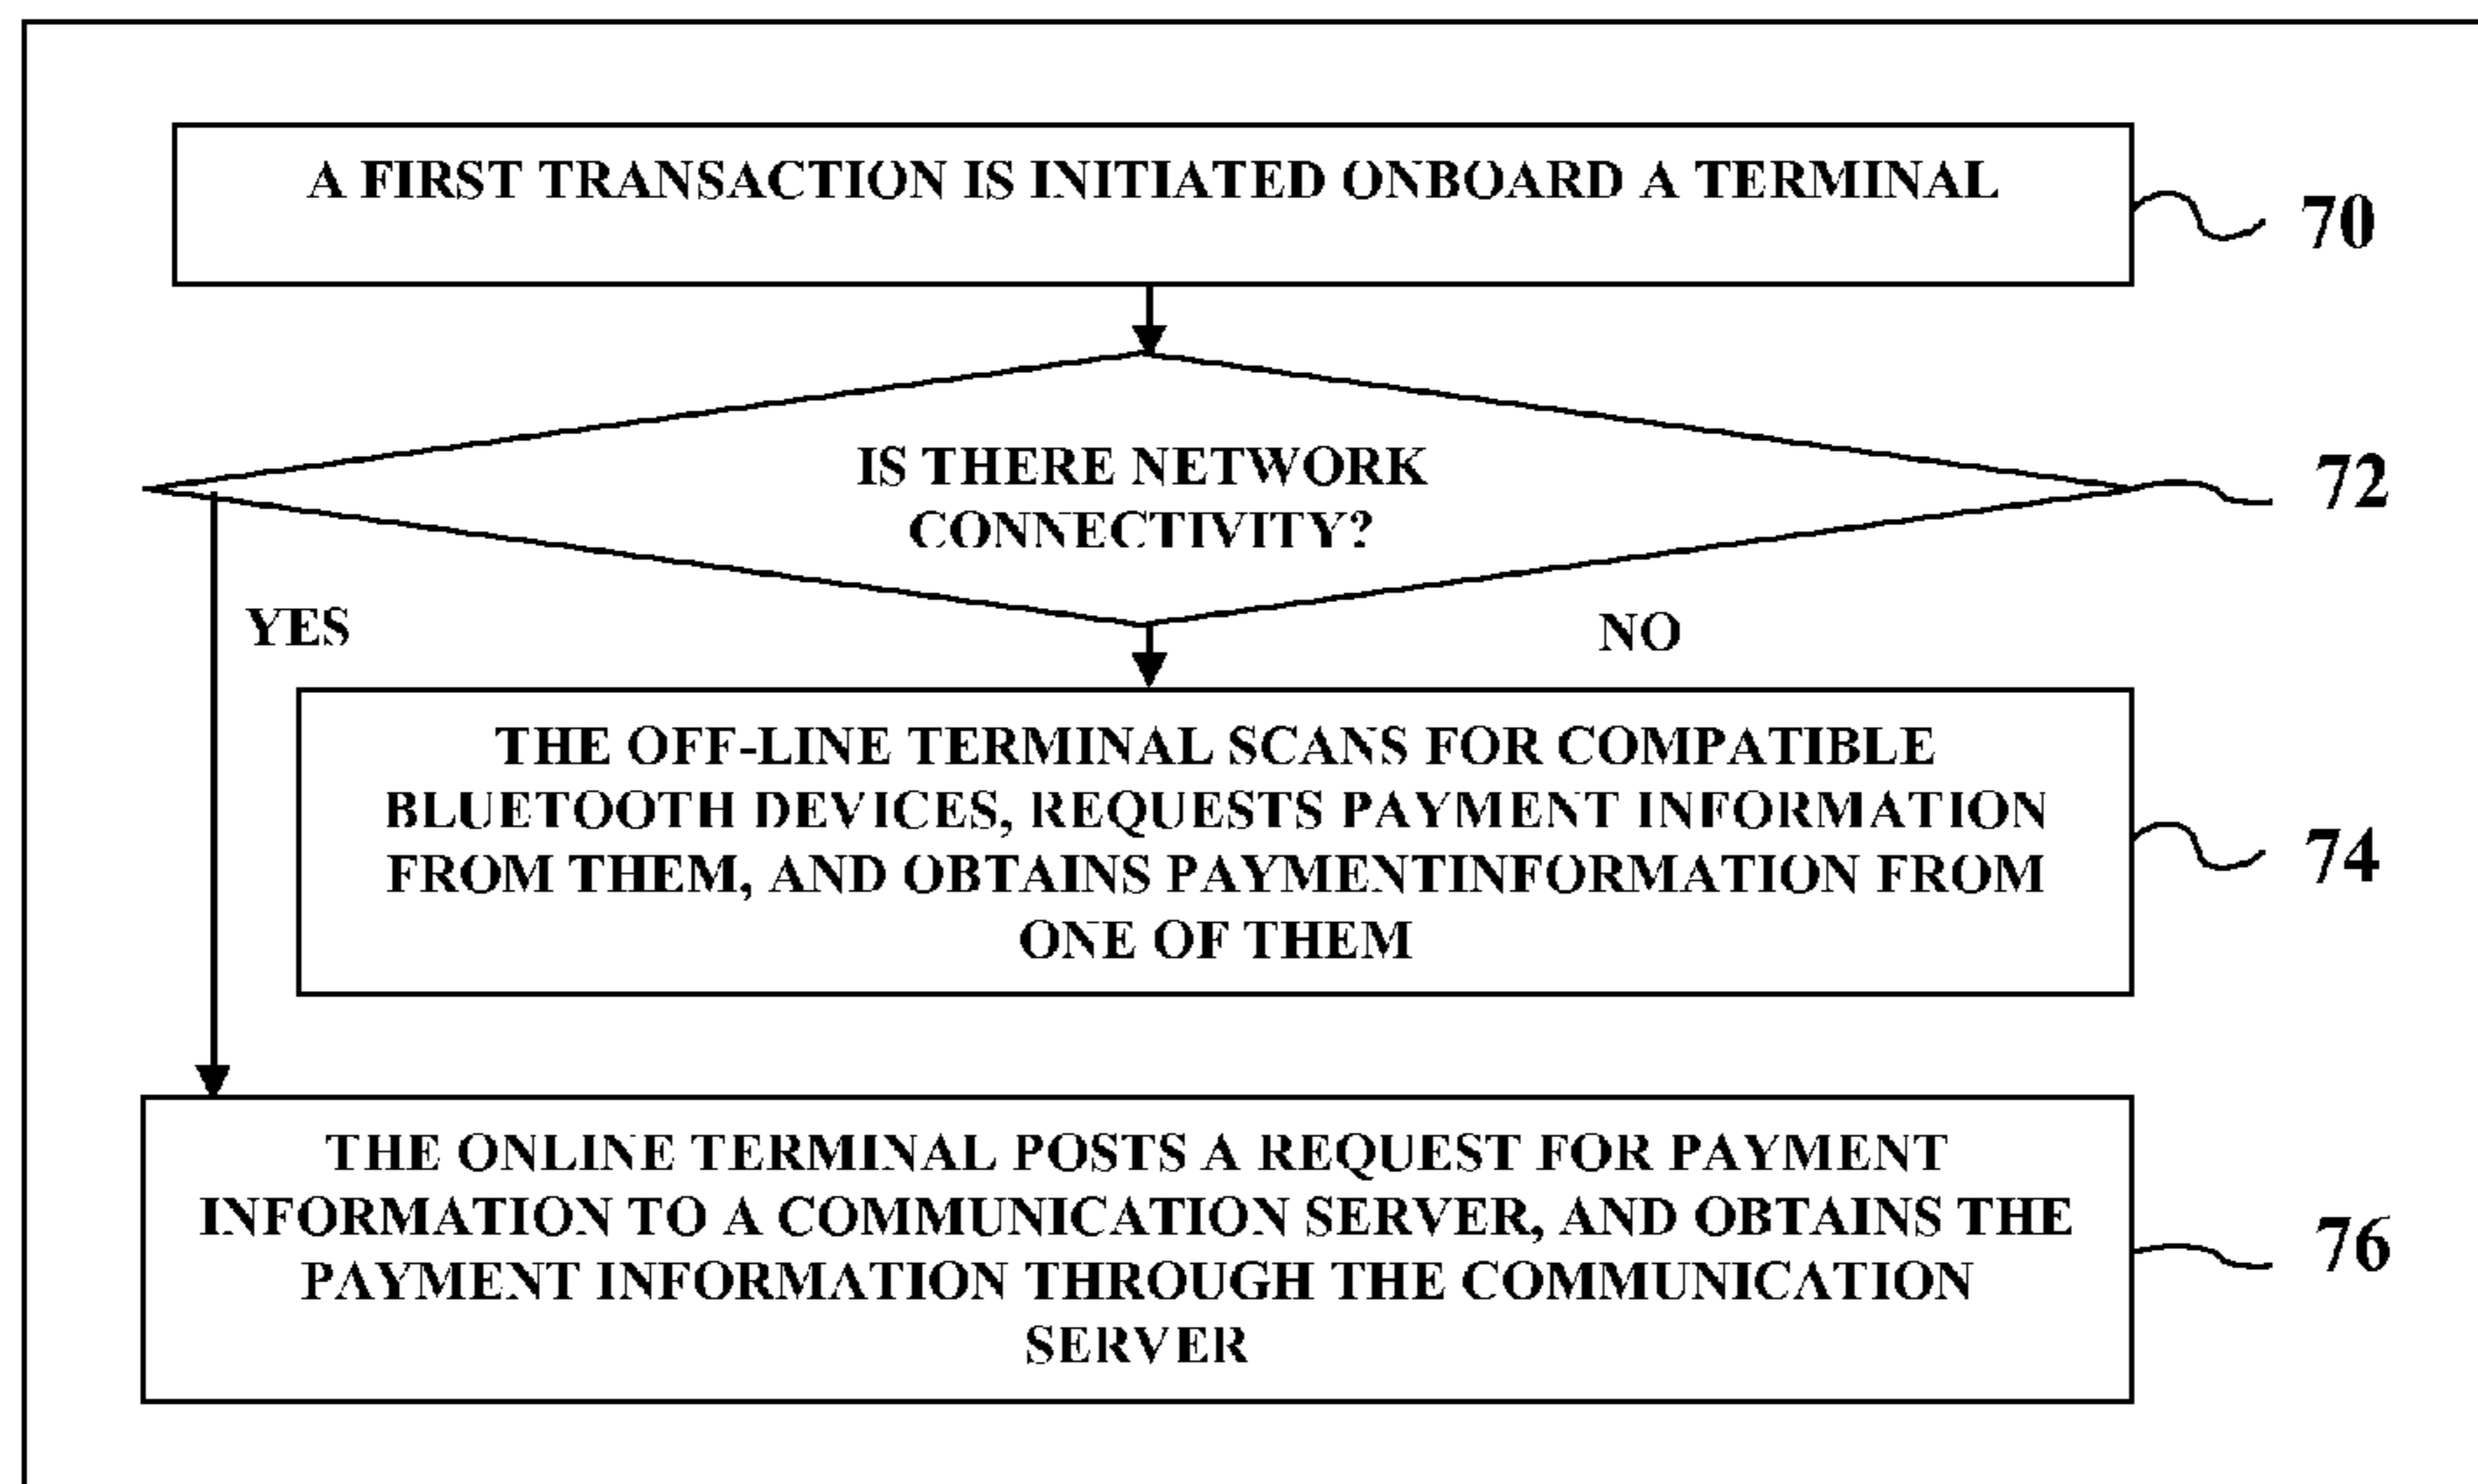 A FIRST TRANSACTION IS INITIATED ONBOARD A TERMINAL
70
IS THERE NETWORK
CONNECTIVITY?
72
YES
NO
THE OFF-LINE TERMINAL SCANS FOR COMPATIBLE
BLUETOOTH DEVICES, REQUESTS PAYMENT INFORMATION
FROM THEM, AND OBTAINS PAYMENTINFORMATION FROM
ONE OF THEM
74
THE ONLINE TERMINAL POSTS A REQUEST FOR PAYMENT
INFORMATION TO A COMMUNICATION SERVER, AND OBTAINS THE
PAYMENT INFORMATION THROUGH THE COMMUNICATION
SERVER
76